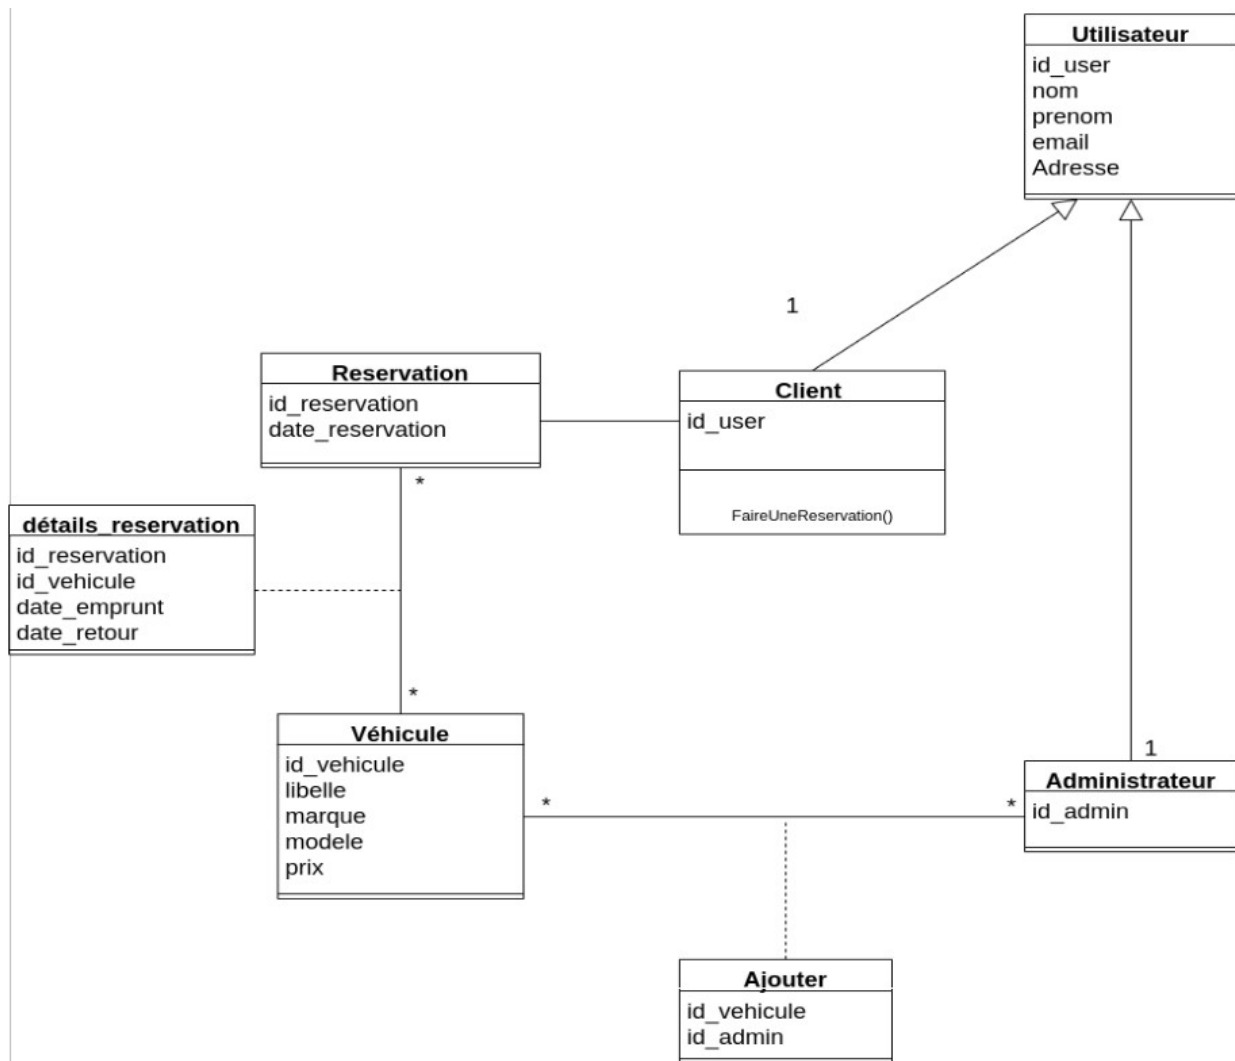 Utilisateur
id_user
nom
prenom
email
Adresse
1
Reservation
id_reservation
date_reservation
Client
id_user
FaireUneReservation()
*
détails_reservation
id_reservation
id_vehicule
date_emprunt
date_retour
*
Véhicule
id_vehicule
libelle
marque
modele
prix
*
*
1
Administrateur
id_admin
Ajouter
id_vehicule
id_admin